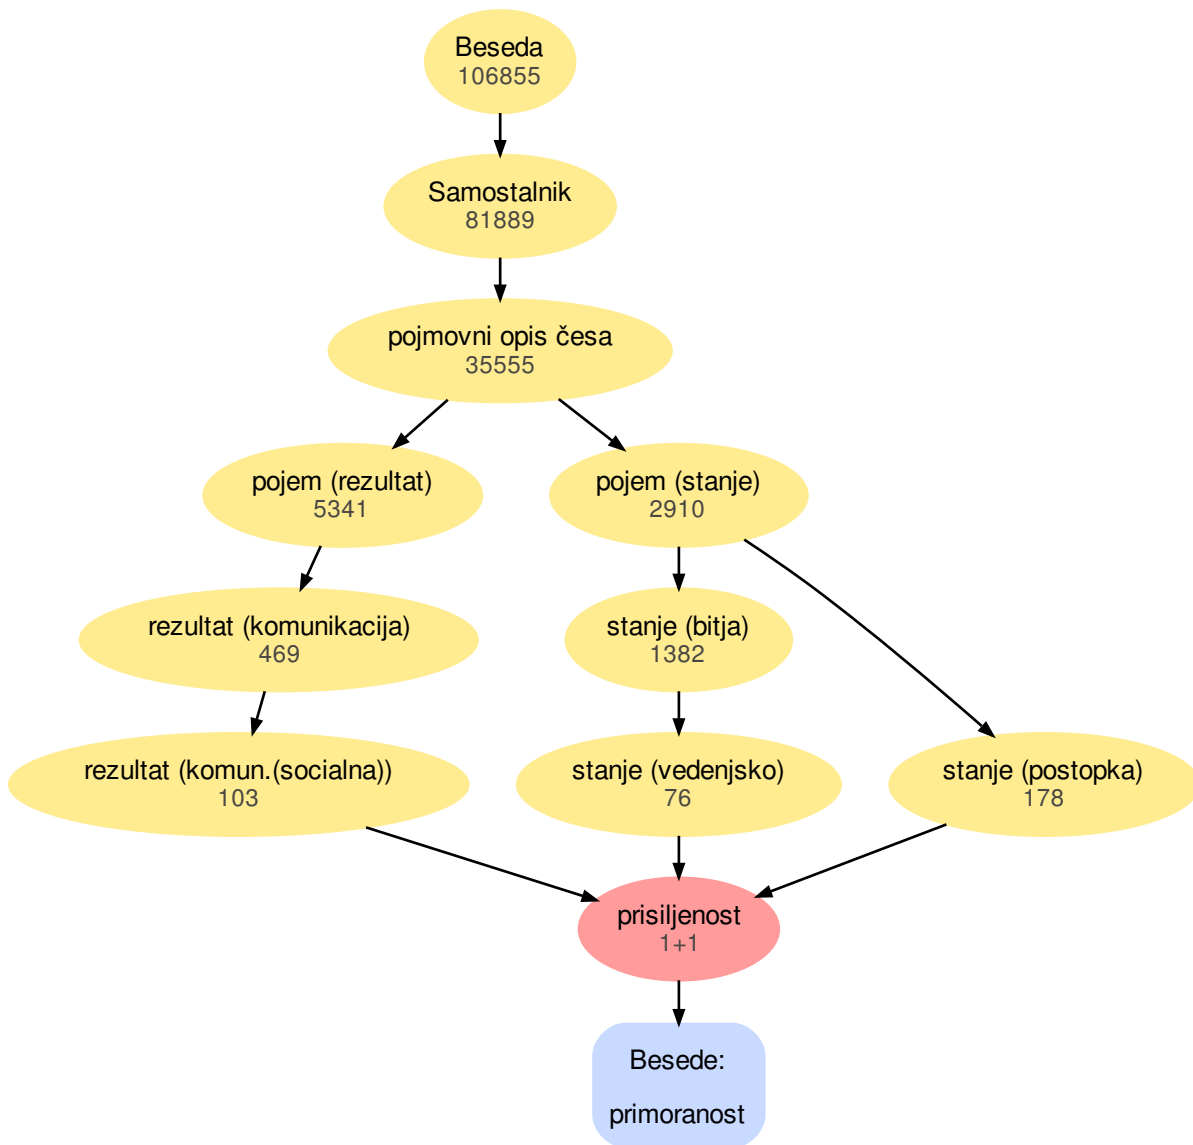 Beseda
106855
Samostalnik
81889
pojmovni opis česa
35555
pojem (rezultat)
5341
pojem (stanje)
2910
rezultat (komunikacija)
469
stanje (bitja)
1382
rezultat (komun.(socialna))
103
stanje (vedenjsko)
76
stanje (postopka)
178
prisiljenost
1+1
Besede:
primoranost